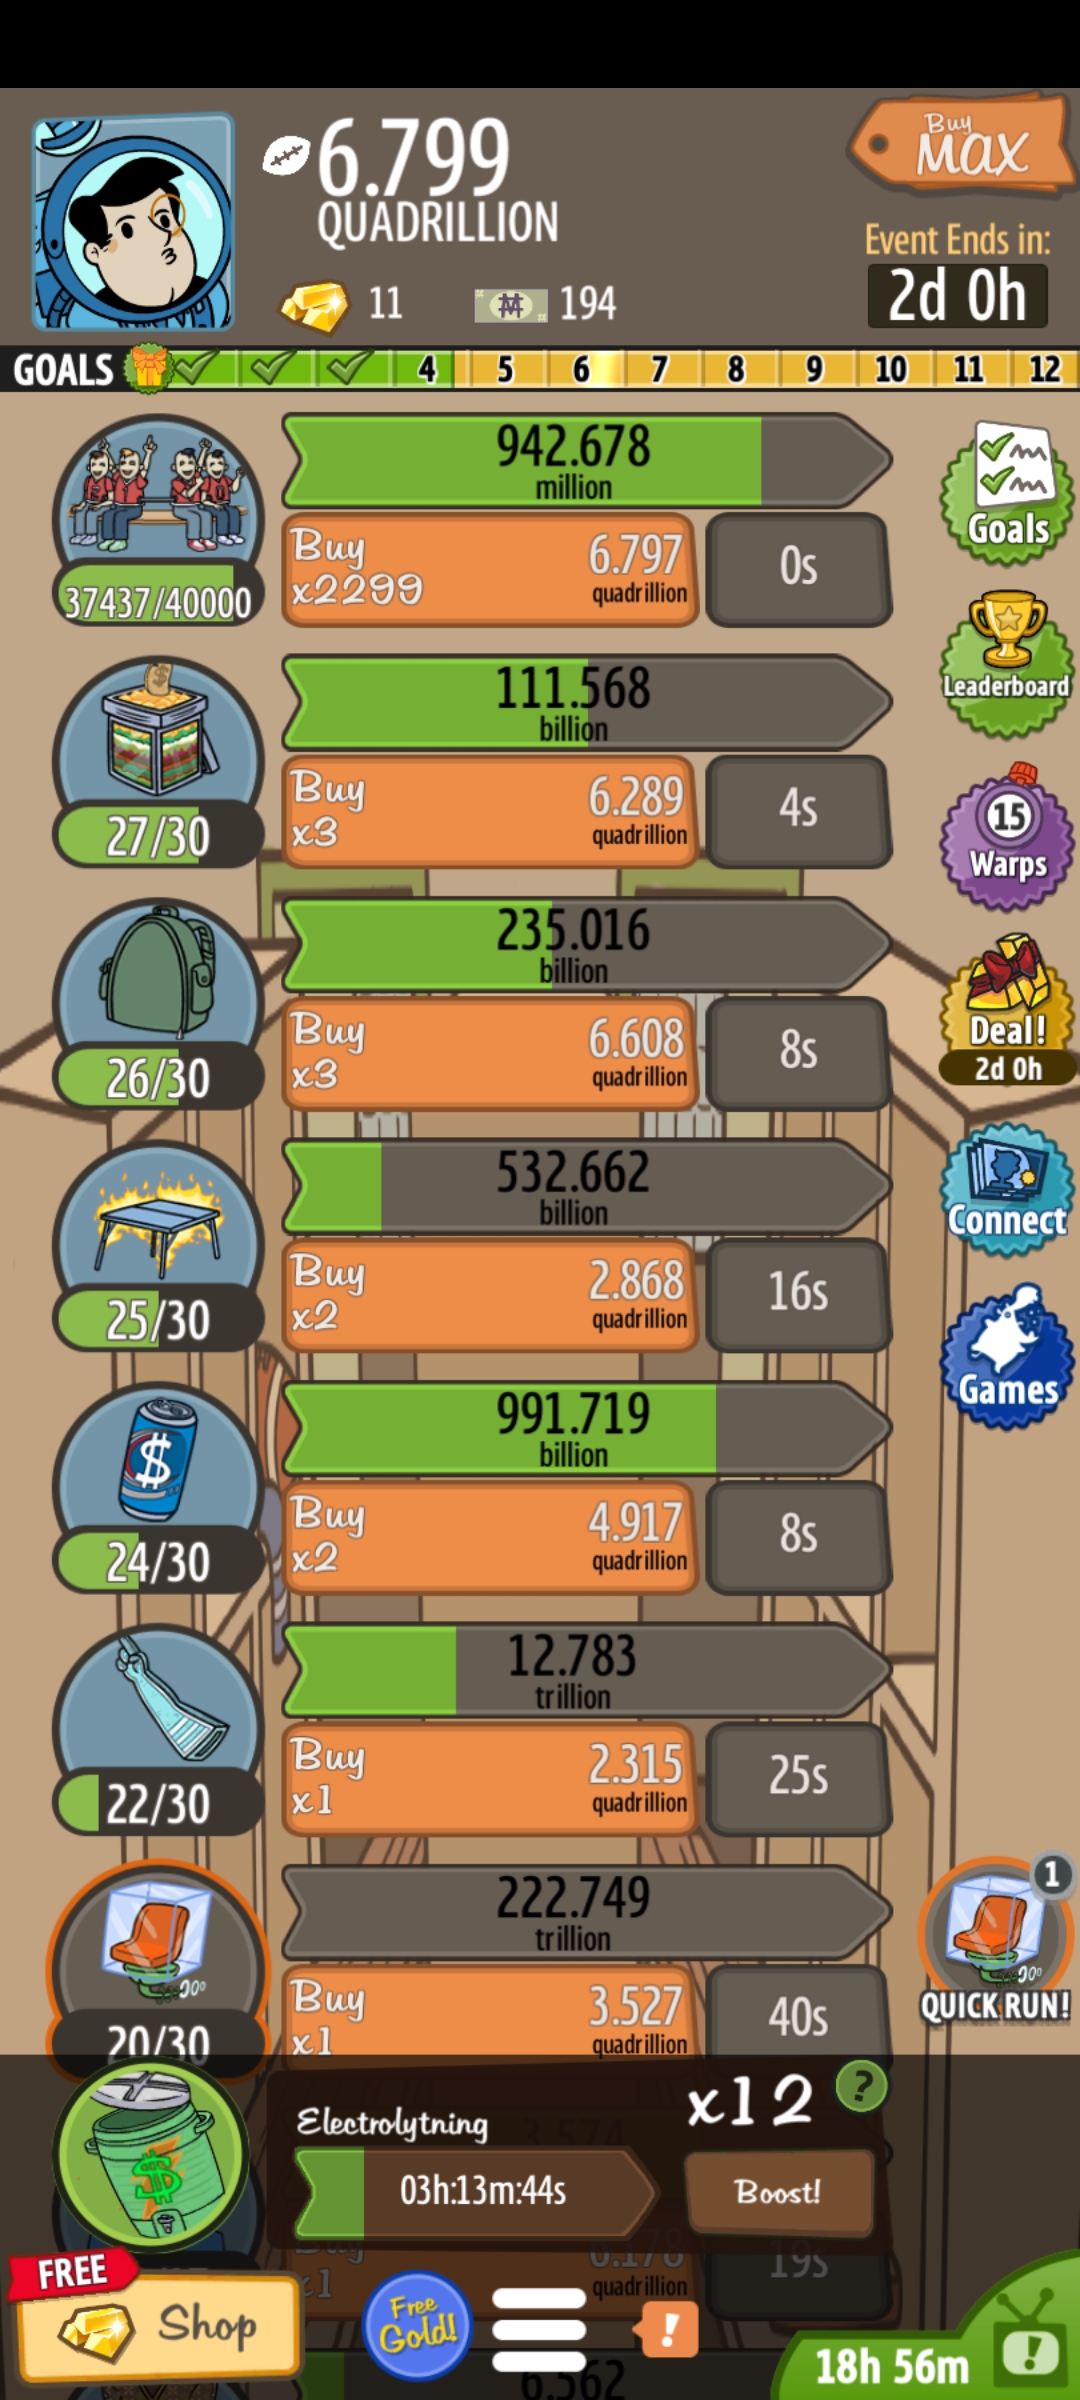 Buy
MAX
6.799
QUADRILLION
Event Ends in:
2d 0h
11
194
GOALS
4 5 6 7 8 9 10 11 12
942.678
million
Buy
x2299
6.797
quadrillion
0s
37437/40000
Goals
111.568
billion
Buy
x3
6.289
quadrillion
4s
27/30
Leaderboard
235.016
billion
Buy
x3
6.608
quadrillion
8s
26/30
15
Warps
Deal!
2d 0h
532.662
billion
Buy
x2
2.868
quadrillion
16s
25/30
Connect
991.719
billion
Buy
x2
4.917
quadrillion
8s
24/30
Games
12.783
trillion
Buy
x1
2.315
quadrillion
25s
22/30
222.749
trillion
Buy
x1
3.527
quadrillion
40s
20/30
1
QUICK RUN!
Electrolytning
x12
?
3.574
03h:13m:44s
Boost!
Buy
x1
6.178
quadrillion
19s
FREE
Shop
Free
Gold!
!
6.562
18h 56m
!